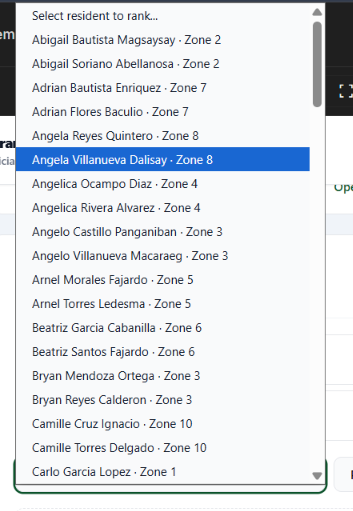 Select resident to rank...
Abigail Bautista Magsaysay · Zone 2
Abigail Soriano Abellanosa · Zone 2
Adrian Bautista Enriquez · Zone 7
Adrian Flores Baculio · Zone 7
Angela Reyes Quintero · Zone 8
Angela Villanueva Dalisay · Zone 8
Angelica Ocampo Diaz · Zone 4
Angelica Rivera Alvarez · Zone 4
Angelo Castillo Panganiban · Zone 3
Angelo Villanueva Macaraeg · Zone 3
Arnel Morales Fajardo · Zone 5
Arnel Torres Ledesma · Zone 5
Beatriz Garcia Cabanilla · Zone 6
Beatriz Santos Fajardo · Zone 6
Bryan Mendoza Ortega · Zone 3
Bryan Reyes Calderon · Zone 3
Camille Cruz Ignacio · Zone 10
Camille Torres Delgado · Zone 10
Carlo Garcia Lopez · Zone 1